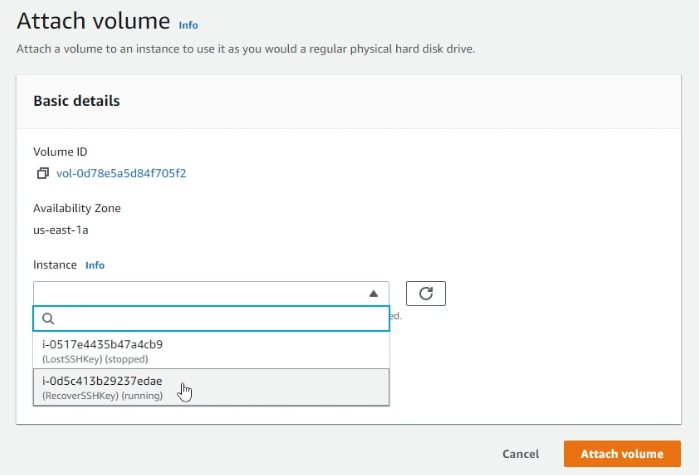 Attach volume Info
Attach a volume to an instance to use it as you would a regular physical hard disk drive.
Basic details
Volume ID
vol-0d78e5a5d84f705f2
Availability Zone
us-east-1a
Instance Info
ed.
i-0517e4435b47a4cb9
(LostSSHKey) (stopped)
i-0d5c413b29237edae
(RecoverSSHKey) (running)
Cancel
Attach volume